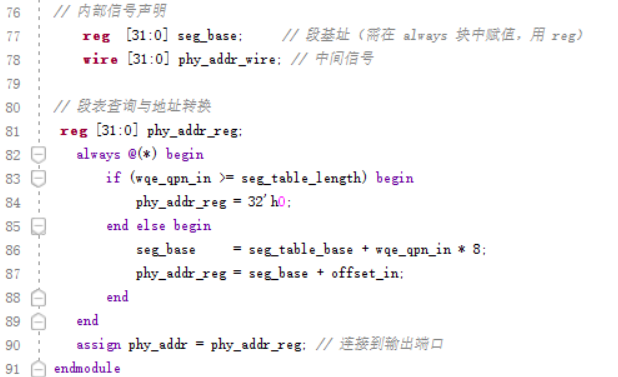 76 // 内部信号声明
77 reg [31:0] seg_base; // 段基址（需在 always 块中赋值，用 reg）
78 wire [31:0] phy_addr_wire; // 中间信号
79
80 // 段表查询与地址转换
81 reg [31:0] phy_addr_reg;
82 always @(*) begin
83 if (wqe_qpn_in >= seg_table_length) begin
84 phy_addr_reg = 32'h0;
85 end else begin
86 seg_base = seg_table_base + wqe_qpn_in * 8;
87 phy_addr_reg = seg_base + offset_in;
88 end
89 end
90 assign phy_addr = phy_addr_reg; // 连接到输出端口
91 endmodule